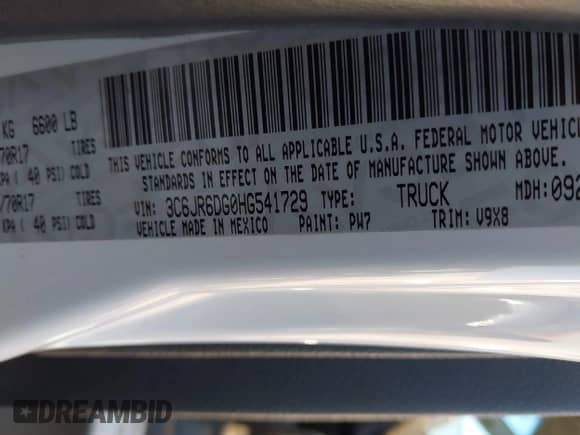 KG 6600 LB
70R17 TIRES
KPA ( 40 PSI) COLD
/70R17 TIRES
KPA ( 40 PSI) COLD
THIS VEHICLE CONFORMS TO ALL APPLICABLE U.S.A. FEDERAL MOTOR VEHIC
STANDARDS IN EFFECT ON THE DATE OF MANUFACTURE SHOWN ABOVE.
VIN: 3C6JR6DG0HG541729 TYPE: TRUCK MDH:092
VEHICLE MADE IN MEXICO PAINT: PW7 TRIM: V9X8
DREAMBID